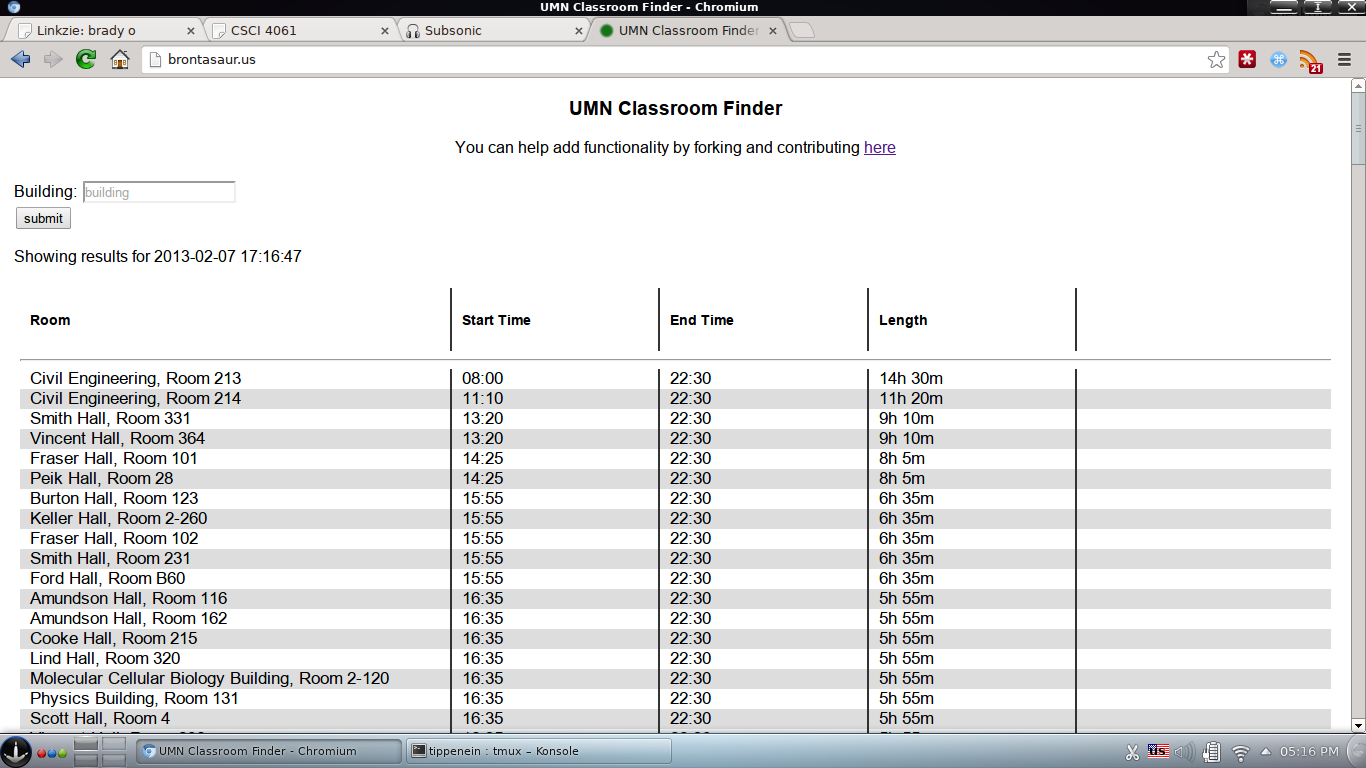 UMN Classroom Finder - Chromium
Linkzie: brady o
CSCI 4061
Subsonic
UMN Classroom Finder
brontasaur.us
21
UMN Classroom Finder
You can help add functionality by forking and contributing here
Building: building
submit
Showing results for 2013-02-07 17:16:47
Room Start Time End Time Length
Civil Engineering, Room 213 08:00 22:30 14h 30m
Civil Engineering, Room 214 11:10 22:30 11h 20m
Smith Hall, Room 331 13:20 22:30 9h 10m
Vincent Hall, Room 364 13:20 22:30 9h 10m
Fraser Hall, Room 101 14:25 22:30 8h 5m
Peik Hall, Room 28 14:25 22:30 8h 5m
Burton Hall, Room 123 15:55 22:30 6h 35m
Keller Hall, Room 2-260 15:55 22:30 6h 35m
Fraser Hall, Room 102 15:55 22:30 6h 35m
Smith Hall, Room 231 15:55 22:30 6h 35m
Ford Hall, Room B60 15:55 22:30 6h 35m
Amundson Hall, Room 116 16:35 22:30 5h 55m
Amundson Hall, Room 162 16:35 22:30 5h 55m
Cooke Hall, Room 215 16:35 22:30 5h 55m
Lind Hall, Room 320 16:35 22:30 5h 55m
Molecular Cellular Biology Building, Room 2-120 16:35 22:30 5h 55m
Physics Building, Room 131 16:35 22:30 5h 55m
Scott Hall, Room 4 16:35 22:30 5h 55m
UMN Classroom Finder - Chromium
tippenein : tmux – Konsole
us
05:16 PM